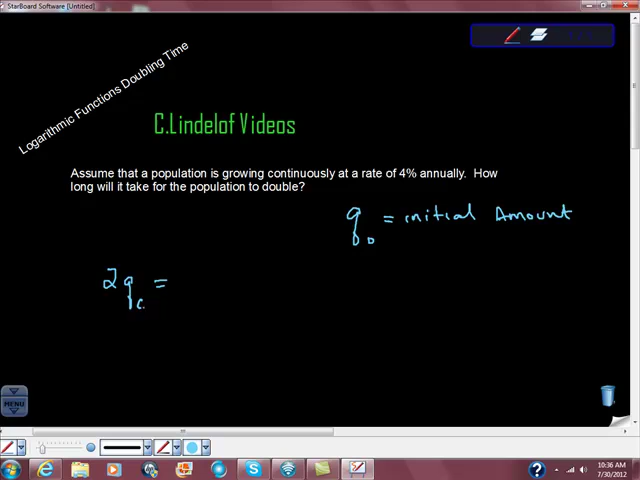 StarBoard Software [Untitled]
Logarithmic Functions Doubling Time
C.Lindelof Videos
Assume that a population is growing continuously at a rate of 4% annually. How
long will it take for the population to double?
q₀ = initial Amount
2q₀ =
MENU
10:36 AM
7/30/2012